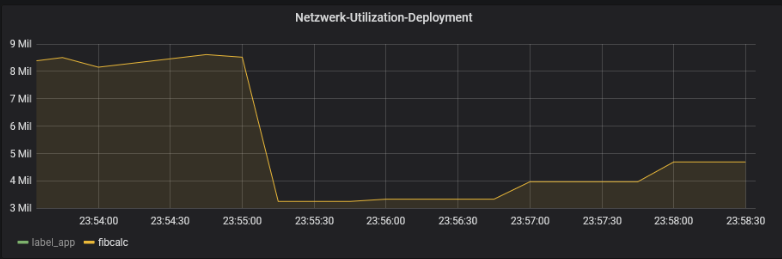 Netzwerk-Utilization-Deployment
9 Mil
8 Mil
7 Mil
6 Mil
5 Mil
4 Mil
3 Mil
23:54:00 23:54:30 23:55:00 23:55:30 23:56:00 23:56:30 23:57:00 23:57:30 23:58:00 23:58:30
label_app fibcalc